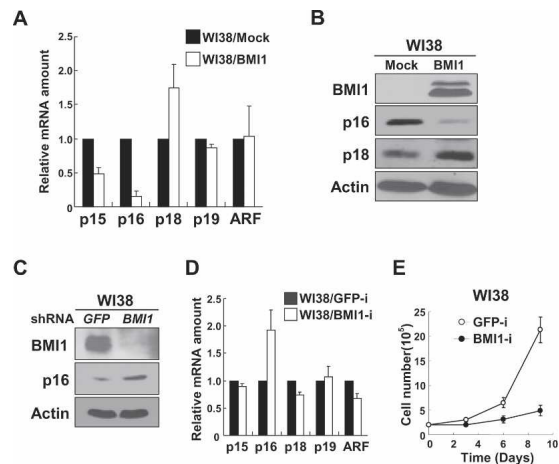 A
WI38/Mock
WI38/BMI1
Relative mRNA amount
2.5
2.0
1.5
1.0
0.5
0
p15 p16 p18 p19 ARF
B
WI38
Mock BMI1
BMI1
p16
p18
Actin
C
WI38
shRNA GFP BMI1
BMI1
p16
Actin
D
WI38/GFP-i
WI38/BMI1-i
Relative mRNA amount
2.5
2.0
1.5
1.0
0.5
0
p15 p16 p18 p19 ARF
E
WI38
GFP-i
BMI1-i
Cell number(10⁵)
25
20
15
10
5
0
0 2 4 6 8 10
Time (Days)